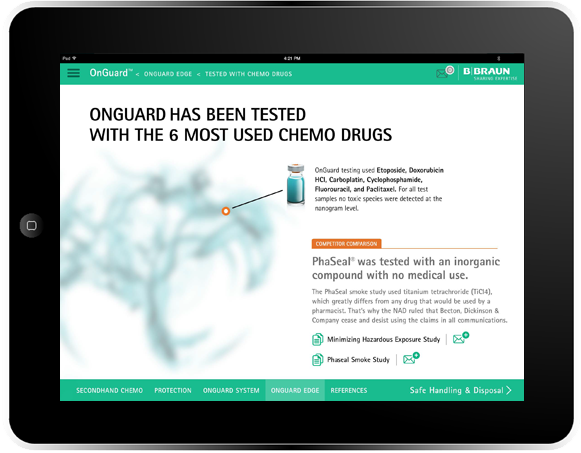 iPad
4:21 PM
OnGuard™ < ONGUARD EDGE < TESTED WITH CHEMO DRUGS
B|BRAUN
SHARING EXPERTISE
ONGUARD HAS BEEN TESTED
WITH THE 6 MOST USED CHEMO DRUGS
OnGuard testing used Etoposide, Doxorubicin
HCl, Carboplatin, Cyclophosphamide,
Fluorouracil, and Paclitaxel. For all test
samples no toxic species were detected at the
nanogram level.
COMPETITOR COMPARISON
PhaSeal® was tested with an inorganic
compound with no medical use.
The PhaSeal smoke study used titanium tetrachroride (TiCl4),
which greatly differs from any drug that would be used by a
pharmacist. That's why the NAD ruled that Becton, Dickinson &
Company cease and desist using the claims in all communications.
Minimizing Hazardous Exposure Study
Phaseal Smoke Study
SECONDHAND CHEMO PROTECTION ONGUARD SYSTEM ONGUARD EDGE REFERENCES Safe Handling & Disposal >